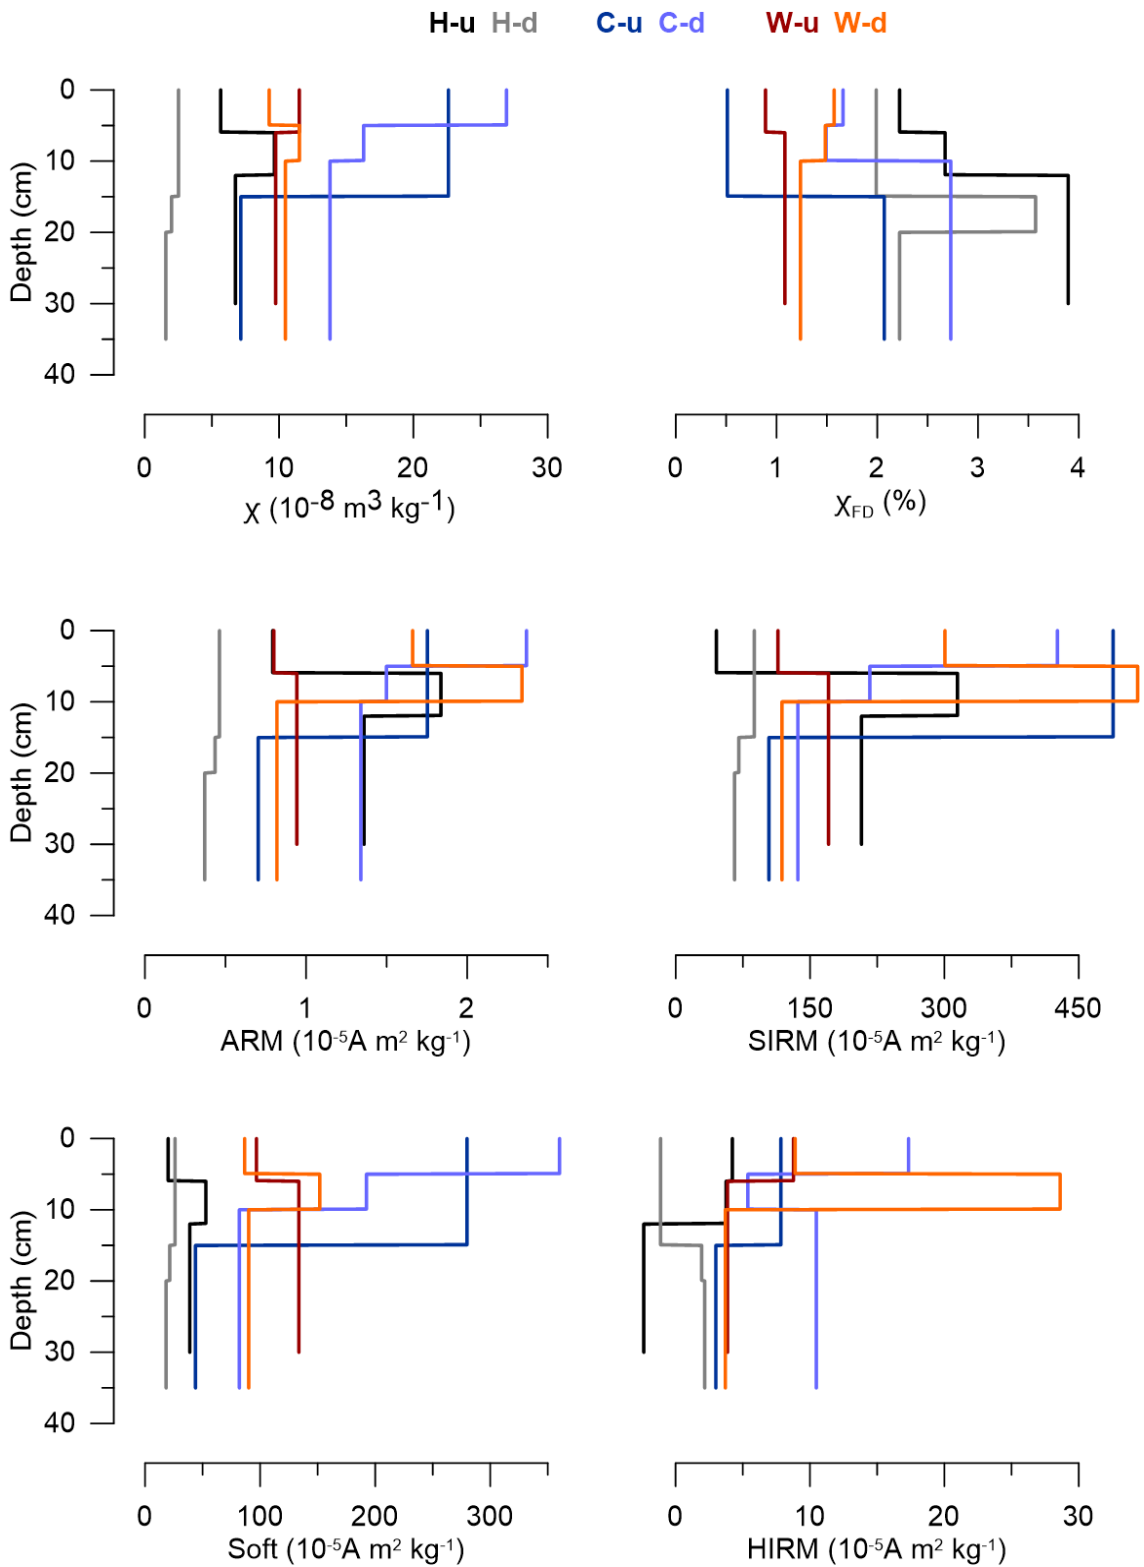 H-u H-d C-u C-d W-u W-d
0
10
20
30
40
Depth (cm)
0 10 20 30
χ (10-8 m3 kg-1)
0 1 2 3 4
χFD (%)
0
10
20
30
40
Depth (cm)
0 1 2
ARM (10-5A m2 kg-1)
0 150 300 450
SIRM (10-5A m2 kg-1)
0
10
20
30
40
Depth (cm)
0 100 200 300
Soft (10-5A m2 kg-1)
0 10 20 30
HIRM (10-5A m2 kg-1)